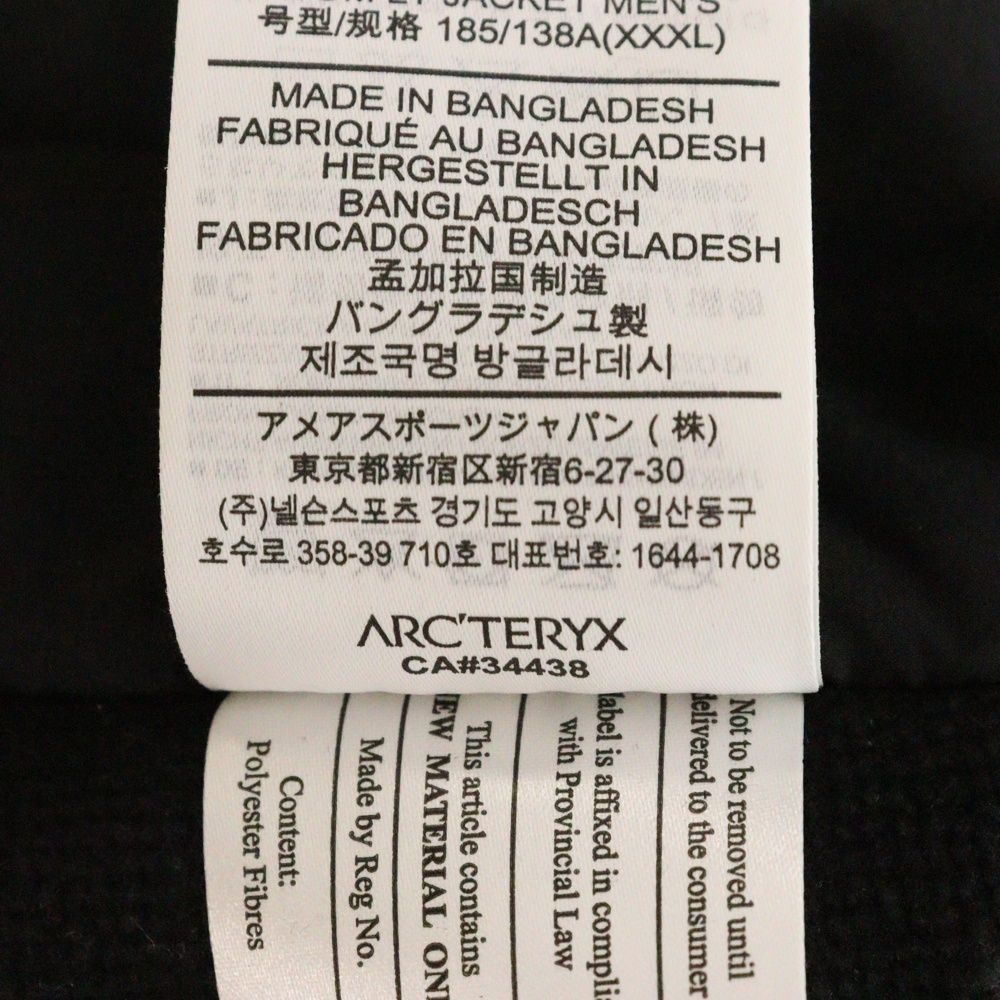 JACKET MEN'S
号型/规格 185/138A(XXXL)
MADE IN BANGLADESH
FABRIQUÉ AU BANGLADESH
HERGESTELLT IN
BANGLADESCH
FABRICADO EN BANGLADESH
孟加拉国制造
バングラデシュ製
제조국명 방글라데시
アメアスポーツジャパン ( 株)
東京都新宿区新宿6-27-30
(주)넬슨스포츠 경기도 고양시 일산동구
호수로 358-39 710호 대표번호: 1644-1708
ARC'TERYX
CA#34438
Not to be removed until
delivered to the consumer
label is affixed in compli
with Provincial Law
This article contains
NEW MATERIAL ON
Made by Reg No.
Content:
Polyester Fibres